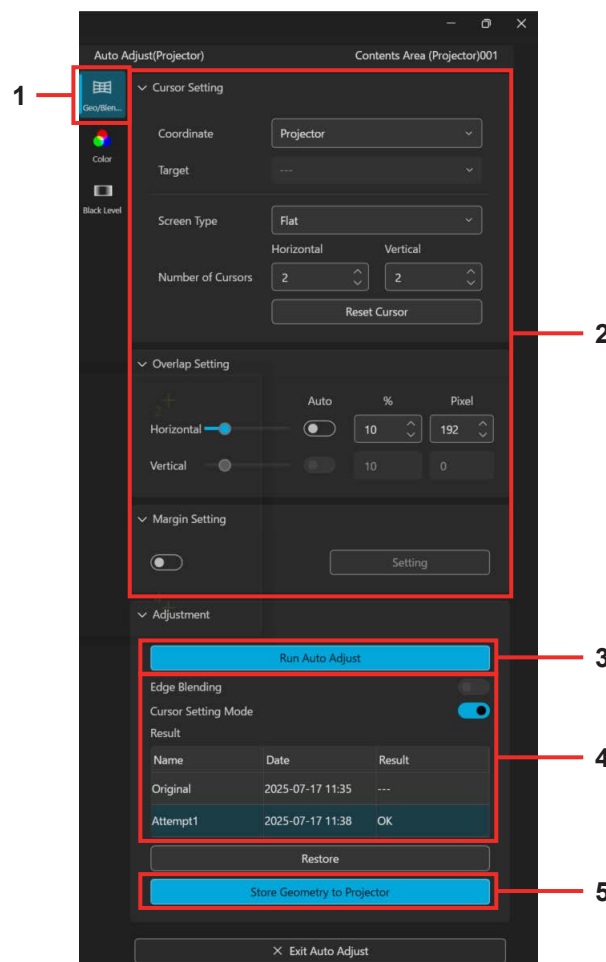 Auto Adjust(Projector) Contents Area (Projector)001
1
Geo/Blen...
Color
Black Level
Cursor Setting
Coordinate Projector
Target ---
Screen Type Flat
Horizontal Vertical
Number of Cursors 2 2
Reset Cursor
2
Overlap Setting
Auto % Pixel
Horizontal 10 192
Vertical 10 0
Margin Setting
Setting
Adjustment
Run Auto Adjust
3
Edge Blending
Cursor Setting Mode
Result
Name Date Result
4
Original 2025-07-17 11:35 ---
Attempt1 2025-07-17 11:38 OK
Restore
Store Geometry to Projector
5
Exit Auto Adjust